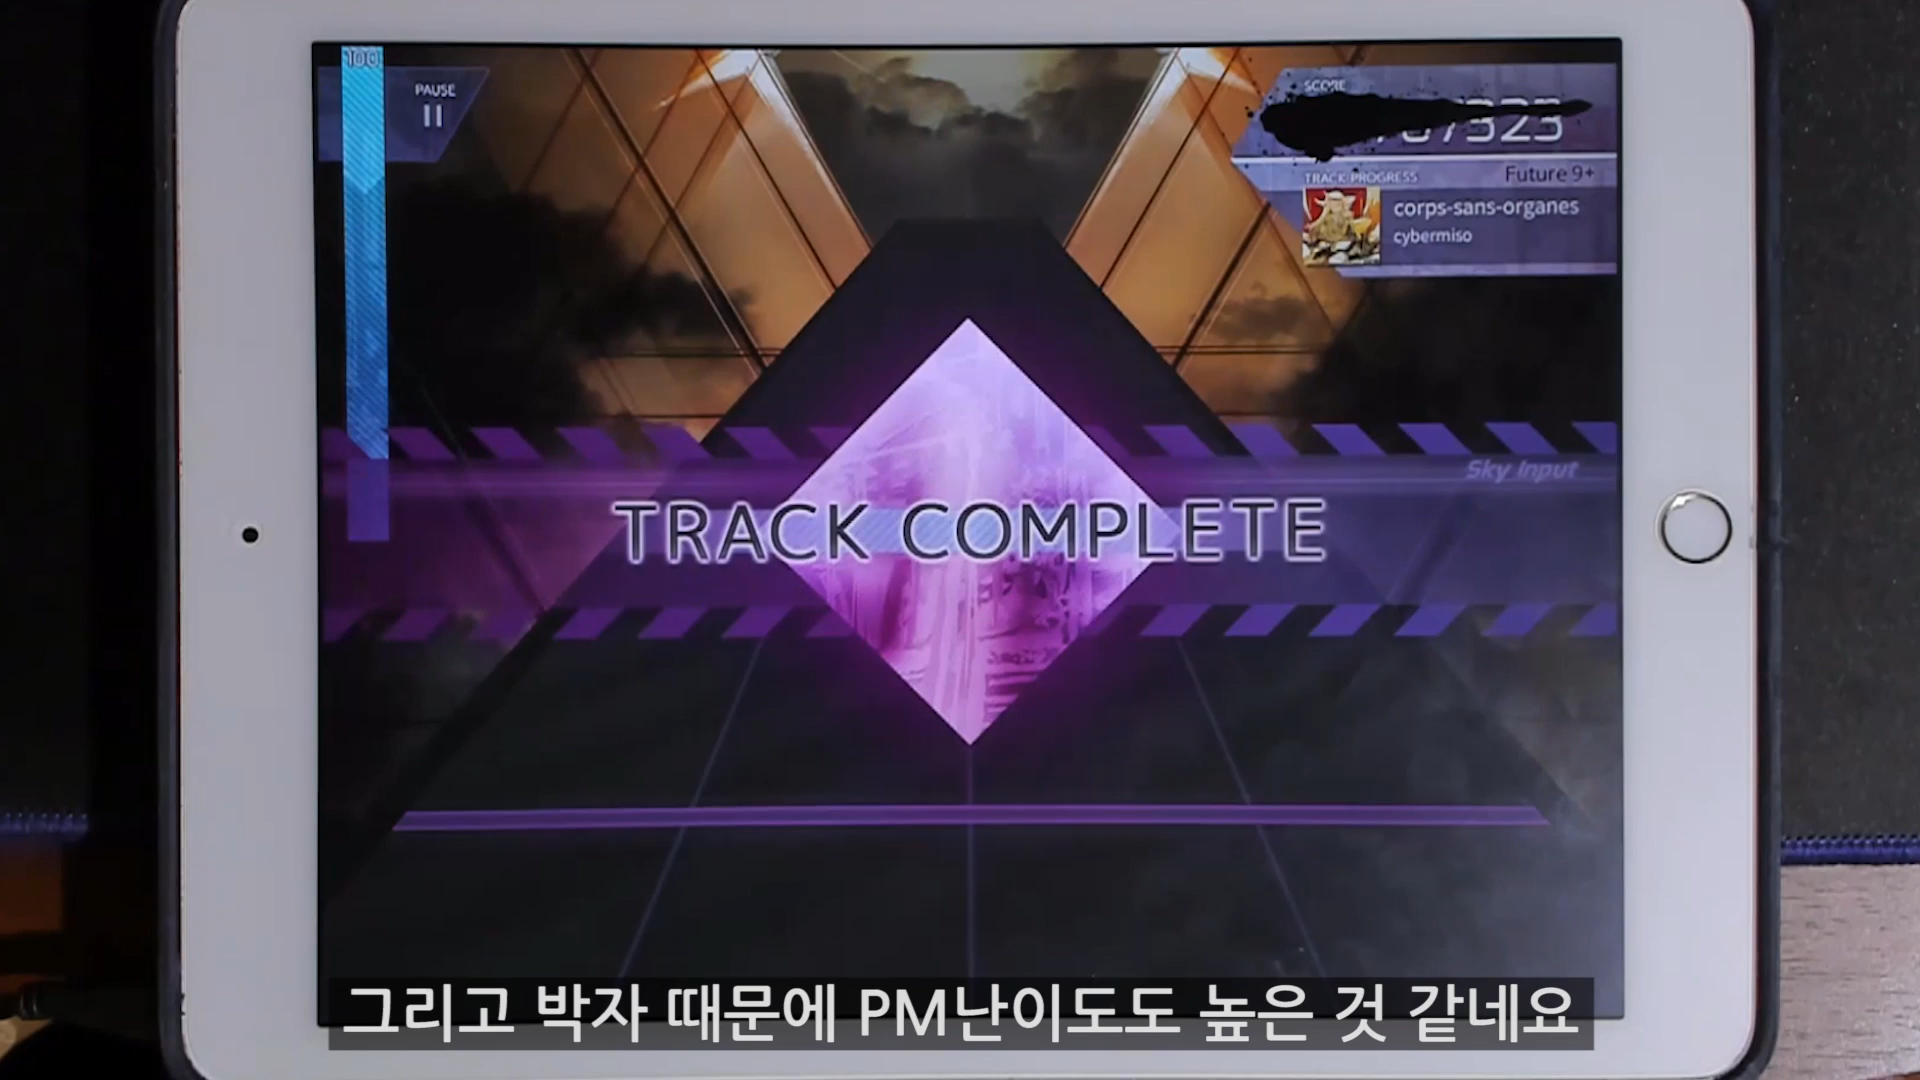 100
PAUSE
SCORE
TRACK PROGRESS
Future 9+
corps-sans-organes
cybermiso
Sky Input
TRACK COMPLETE
그리고 박자 때문에 PM난이도도 높은 것 같네요